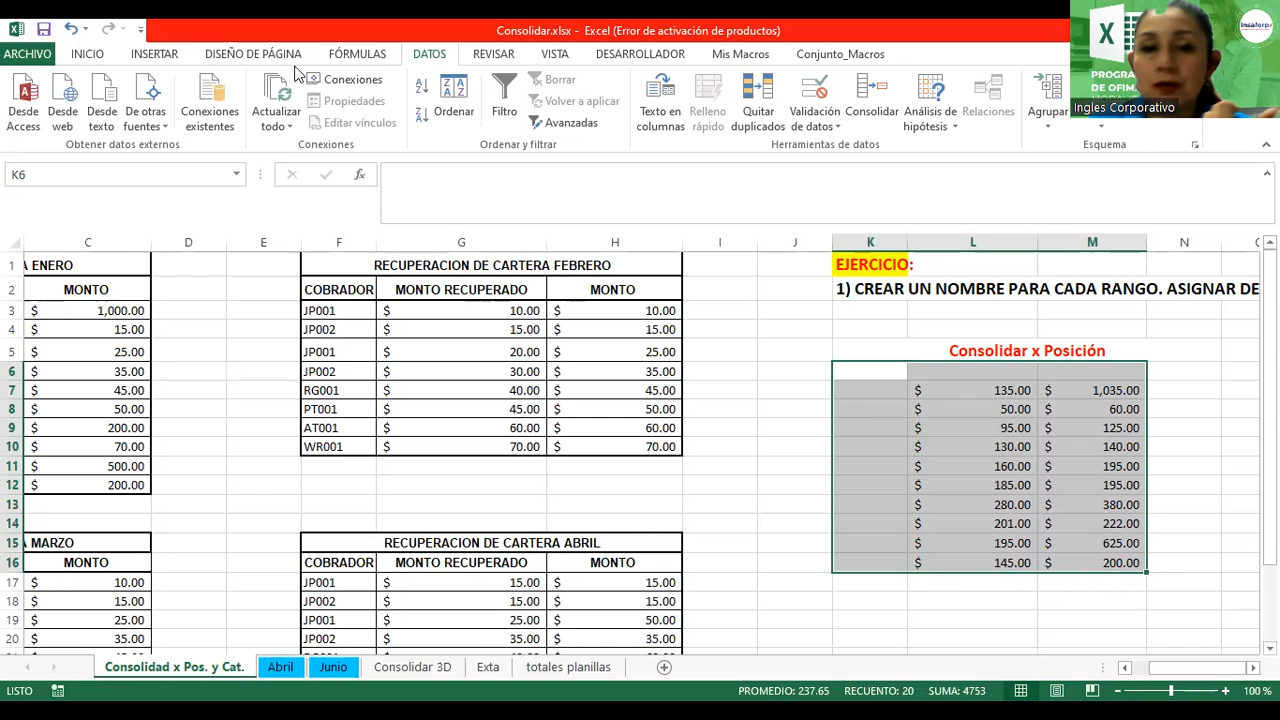 Consolidar.xlsx - Excel (Error de activación de productos)
ARCHIVO INICIO INSERTAR DISEÑO DE PÁGINA FÓRMULAS DATOS REVISAR VISTA DESARROLLADOR Mis Macros Conjunto_Macros
Insaforp
PROGRA
DE OFIM
Ingles Corporativo
Desde Access
Desde web
Desde texto
De otras fuentes
Conexiones existentes
Actualizar todo
Conexiones
Propiedades
Editar vínculos
Ordenar
Filtro
Borrar
Volver a aplicar
Avanzadas
Texto en columnas
Relleno rápido
Quitar duplicados
Validación de datos
Consolidar
Análisis de hipótesis
Relaciones
Agrupar
Obtener datos externos Conexiones Ordenar y filtrar Herramientas de datos Esquema
K6 fx
C D E F G H I J K L M N
1 A ENERO RECUPERACION DE CARTERA FEBRERO EJERCICIO:
2 MONTO COBRADOR MONTO RECUPERADO MONTO 1) CREAR UN NOMBRE PARA CADA RANGO. ASIGNAR DE
3 $ 1,000.00 JP001 $ 10.00 $ 10.00
4 $ 15.00 JP002 $ 15.00 $ 15.00
5 $ 25.00 JP001 $ 20.00 $ 25.00 Consolidar x Posición
6 $ 35.00 JP002 $ 30.00 $ 35.00
7 $ 45.00 RG001 $ 40.00 $ 45.00 $ 135.00 $ 1,035.00
8 $ 50.00 PT001 $ 45.00 $ 50.00 $ 50.00 $ 60.00
9 $ 200.00 AT001 $ 60.00 $ 60.00 $ 95.00 $ 125.00
10 $ 70.00 WR001 $ 70.00 $ 70.00 $ 130.00 $ 140.00
11 $ 500.00 $ 160.00 $ 195.00
12 $ 200.00 $ 185.00 $ 195.00
13 $ 280.00 $ 380.00
14 $ 201.00 $ 222.00
15 A MARZO RECUPERACION DE CARTERA ABRIL $ 195.00 $ 625.00
16 MONTO COBRADOR MONTO RECUPERADO MONTO $ 145.00 $ 200.00
17 $ 10.00 JP001 $ 15.00 $ 15.00
18 $ 15.00 JP002 $ 15.00 $ 15.00
19 $ 25.00 JP001 $ 25.00 $ 50.00
20 $ 35.00 JP002 $ 35.00 $ 35.00
Consolidad x Pos. y Cat. Abril Junio Consolidar 3D Exta totales planillas
LISTO PROMEDIO: 237.65 RECUENTO: 20 SUMA: 4753 100 %